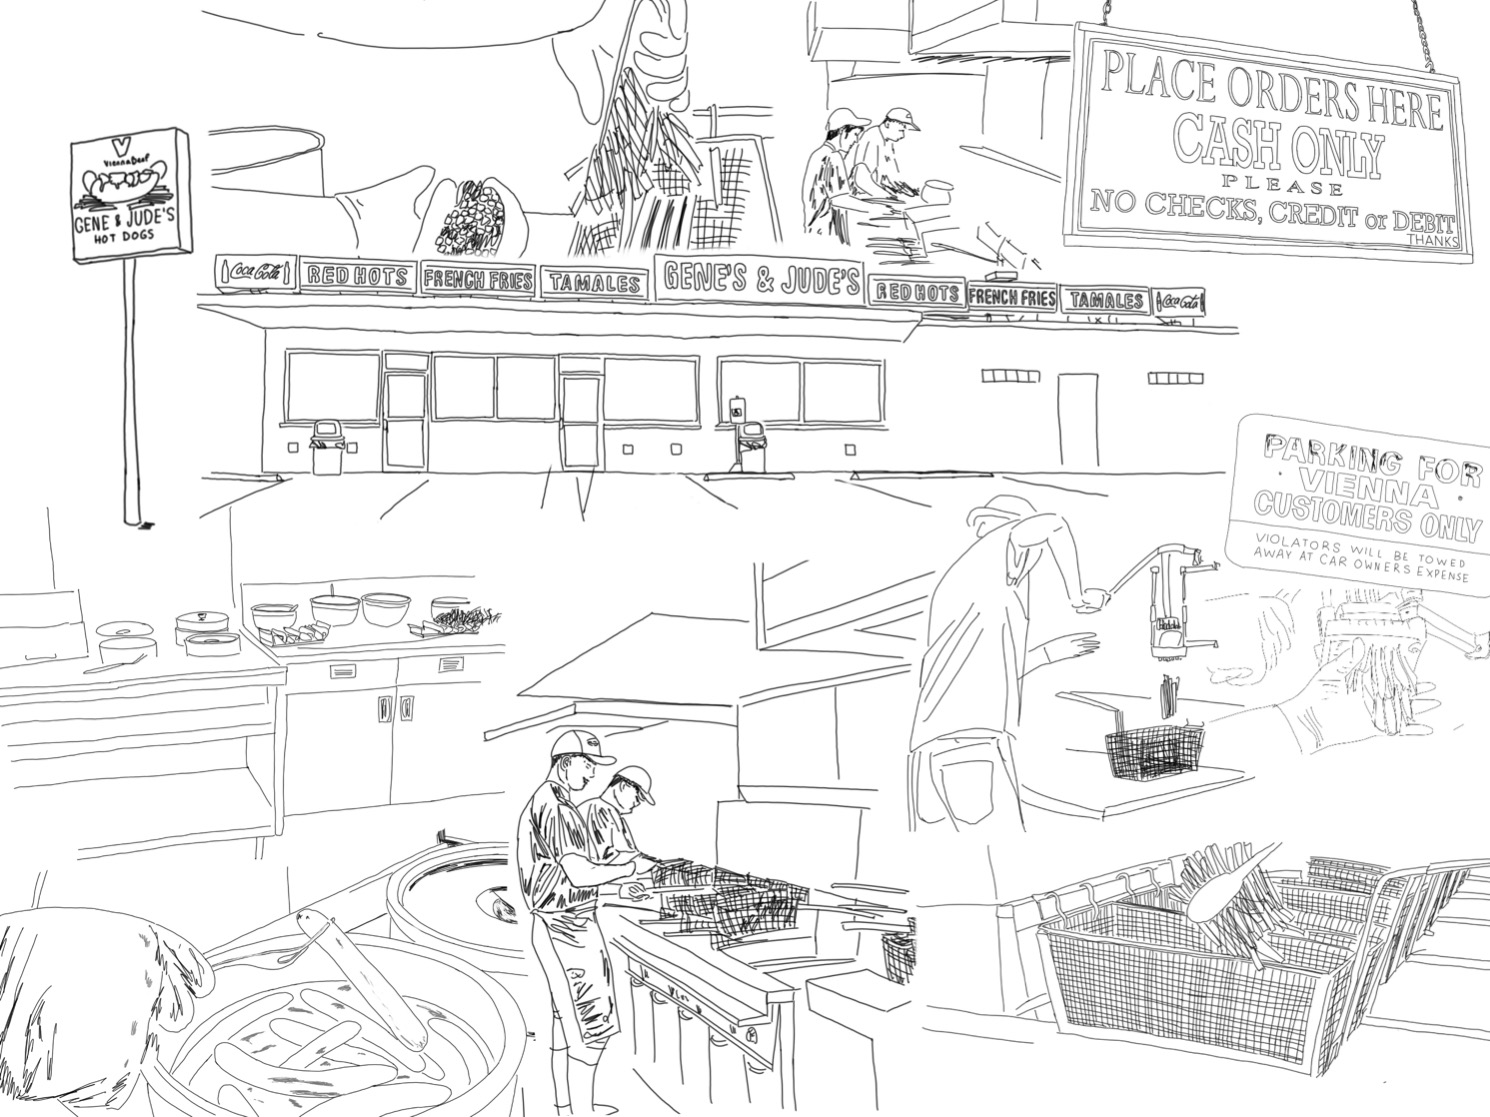 PLACE ORDERS HERE
CASH ONLY
PLEASE
NO CHECKS, CREDIT or DEBIT
THANKS
V
Vienna Beef
GENE & JUDE'S
HOT DOGS
Coca-Cola
RED HOTS
FRENCH FRIES
TAMALES
GENE'S & JUDE'S
RED HOTS
FRENCH FRIES
TAMALES
Coca-Cola
PARKING FOR
VIENNA
CUSTOMERS ONLY
VIOLATORS WILL BE TOWED
AWAY AT CAR OWNERS EXPENSE